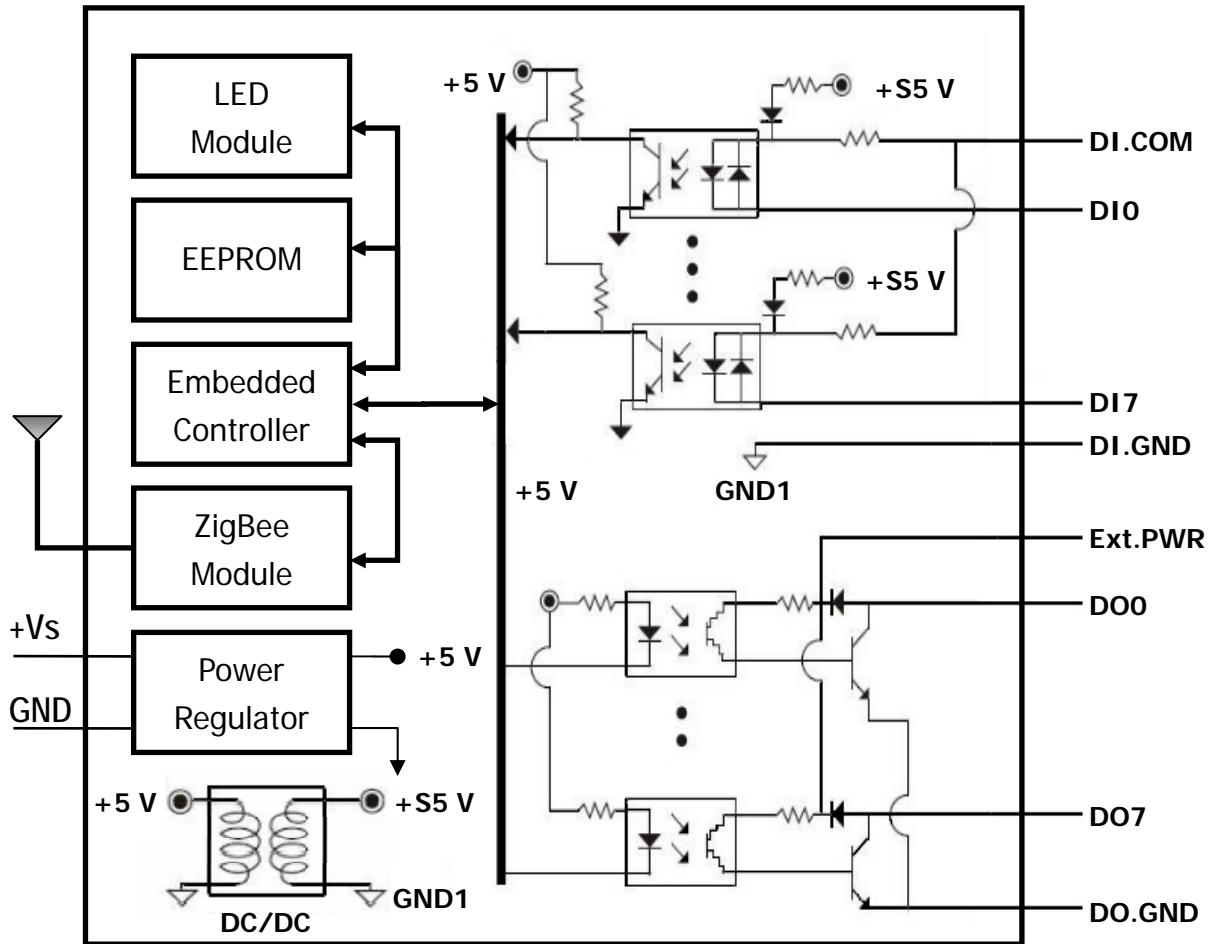 LED
Module
EEPROM
Embedded
Controller
ZigBee
Module
Power
Regulator
+Vs
GND
+5 V
+5 V
+S5 V
GND1
DC/DC
+5 V
+S5 V
+S5 V
GND1
+5 V
DI.COM
DI0
DI7
DI.GND
Ext.PWR
DO0
DO7
DO.GND